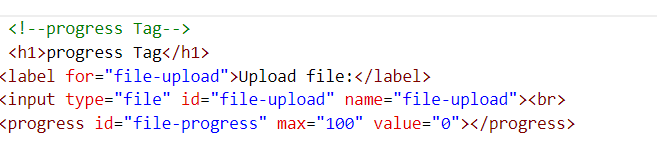 <!--progress Tag-->
<h1>progress Tag</h1>
<label for="file-upload">Upload file:</label>
<input type="file" id="file-upload" name="file-upload"><br>
<progress id="file-progress" max="100" value="0"></progress>